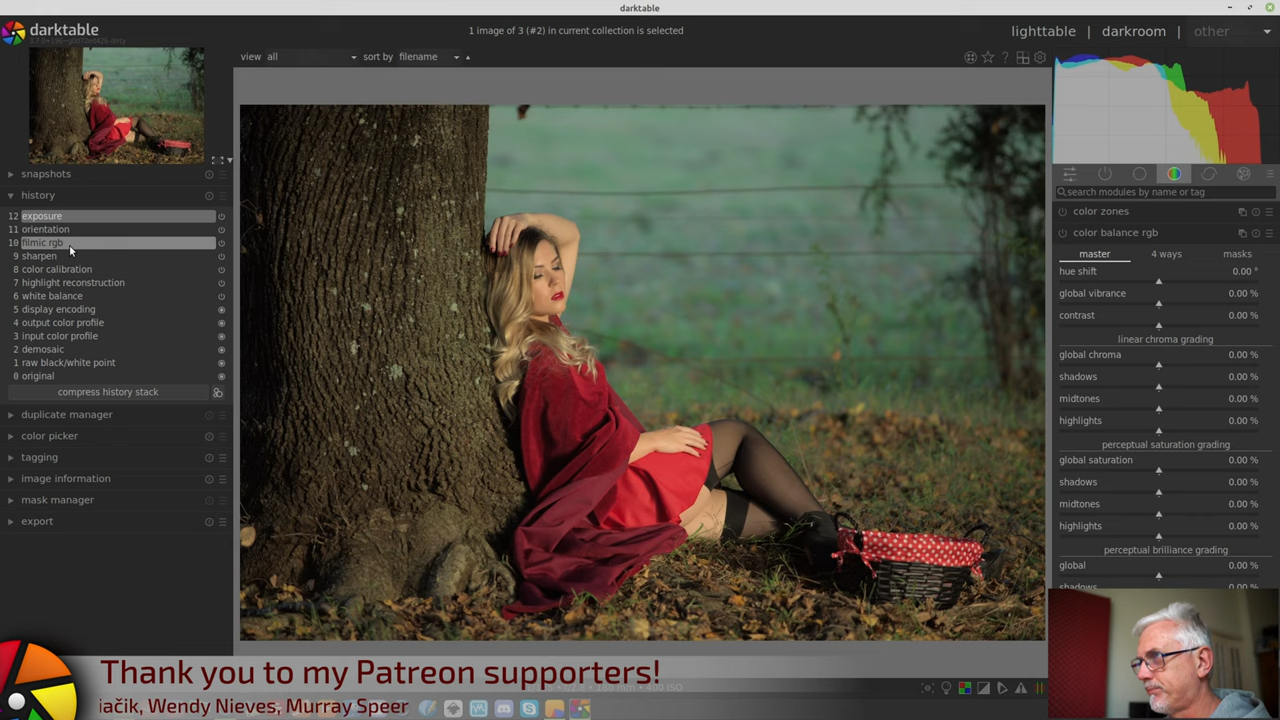 darktable
darktable
1 image of 3 (#2) in current collection is selected
lighttable | darkroom | other
view all
sort by filename
snapshots
history
12 exposure
11 orientation
10 filmic rgb
9 sharpen
8 color calibration
7 highlight reconstruction
6 white balance
5 display encoding
4 output color profile
3 input color profile
2 demosaic
1 raw black/white point
0 original
compress history stack
duplicate manager
color picker
tagging
image information
mask manager
export
search modules by name or tag
color zones
color balance rgb
master 4 ways masks
hue shift 0.00 °
global vibrance 0.00 %
contrast 0.00 %
linear chroma grading
global chroma 0.00 %
shadows 0.00 %
midtones 0.00 %
highlights 0.00 %
perceptual saturation grading
global saturation 0.00 %
shadows 0.00 %
midtones 0.00 %
highlights 0.00 %
perceptual brilliance grading
global 0.00 %
shadows 0.00 %
Thank you to my Patreon supporters!
iačik, Wendy Nieves, Murray Speer